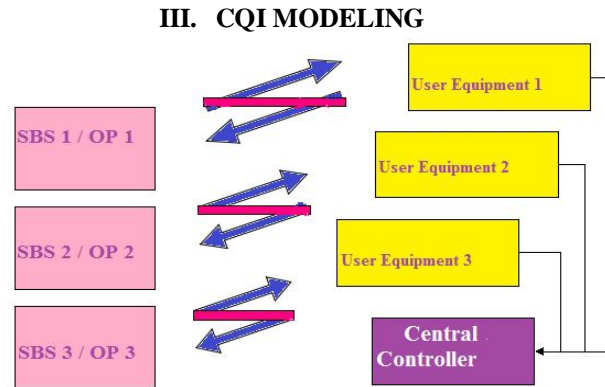 III. CQI MODELING
User Equipment 1
SBS 1 / OP 1
User Equipment 2
SBS 2 / OP 2
User Equipment 3
SBS 3 / OP 3
Central
Controller